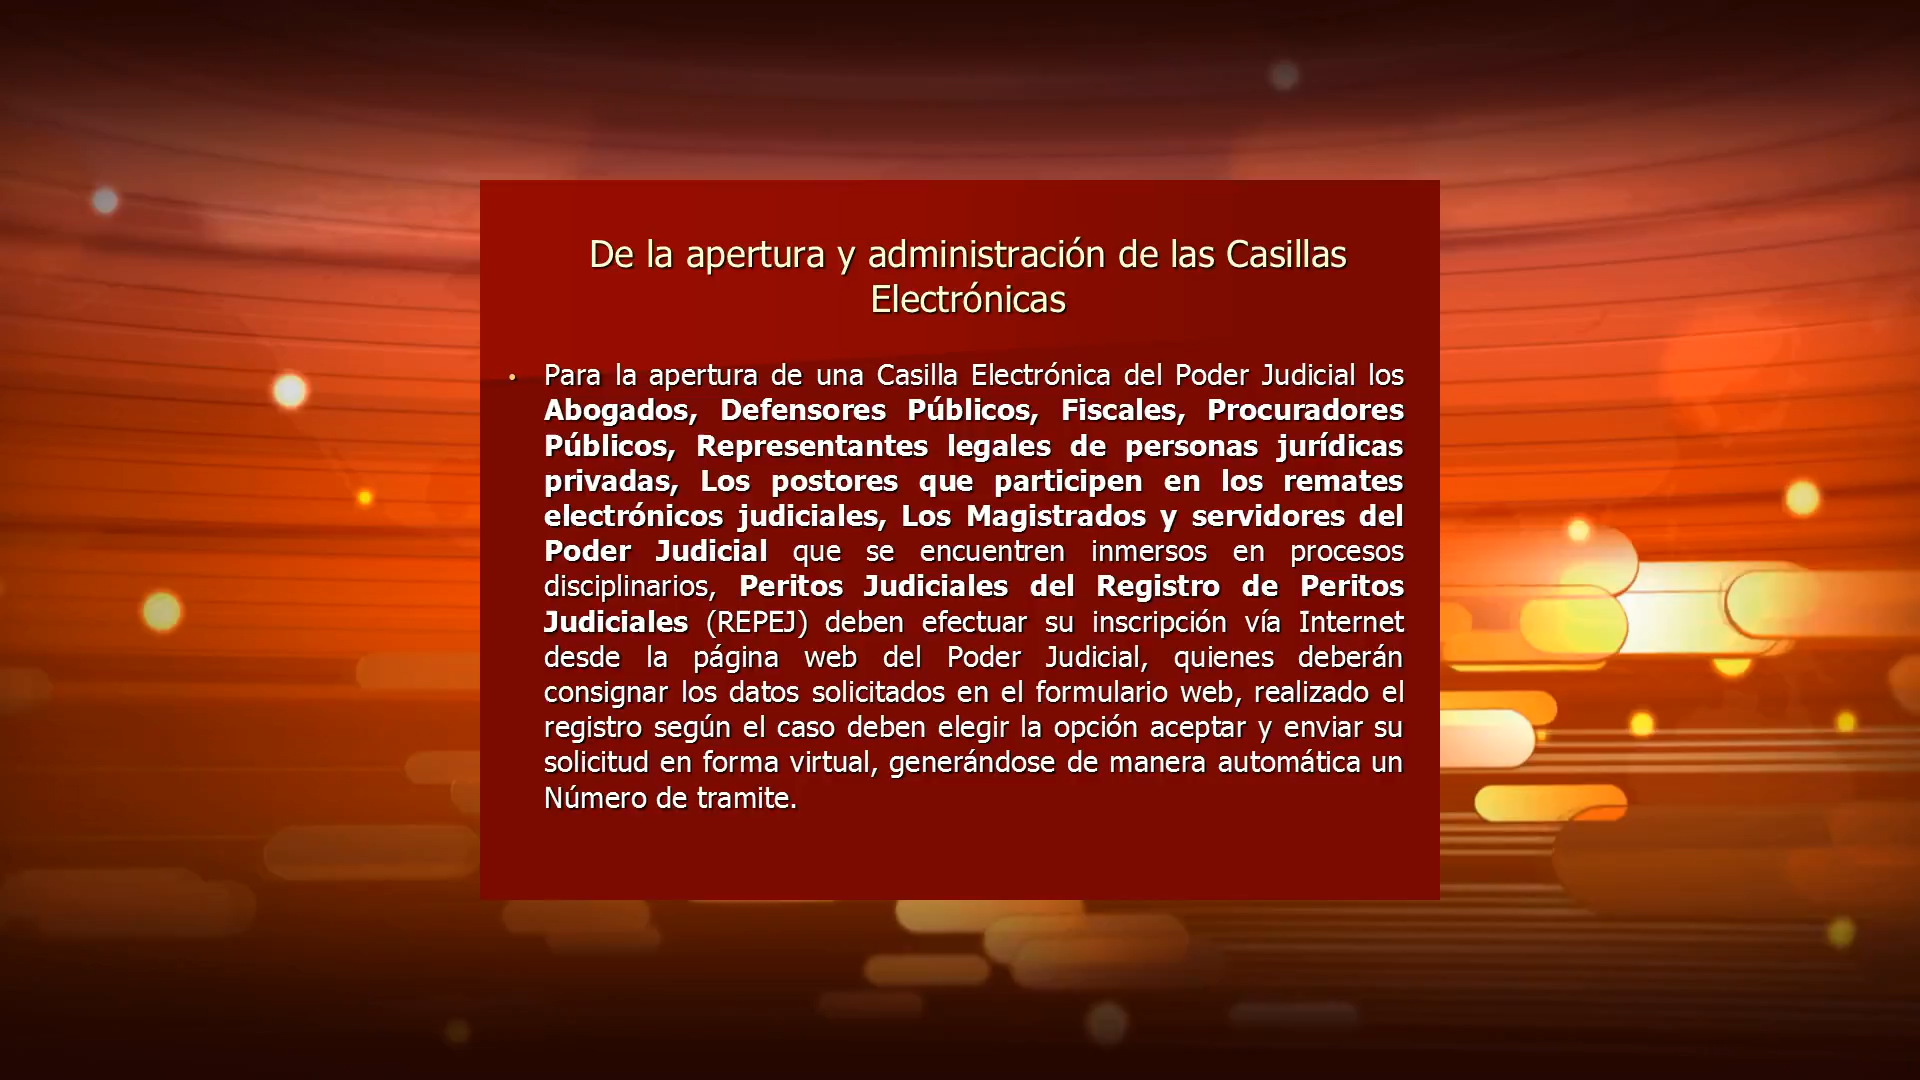 De la apertura y administración de las Casillas
Electrónicas
• Para la apertura de una Casilla Electrónica del Poder Judicial los
Abogados, Defensores Públicos, Fiscales, Procuradores
Públicos, Representantes legales de personas jurídicas
privadas, Los postores que participen en los remates
electrónicos judiciales, Los Magistrados y servidores del
Poder Judicial que se encuentren inmersos en procesos
disciplinarios, Peritos Judiciales del Registro de Peritos
Judiciales (REPEJ) deben efectuar su inscripción vía Internet
desde la página web del Poder Judicial, quienes deberán
consignar los datos solicitados en el formulario web, realizado el
registro según el caso deben elegir la opción aceptar y enviar su
solicitud en forma virtual, generándose de manera automática un
Número de tramite.